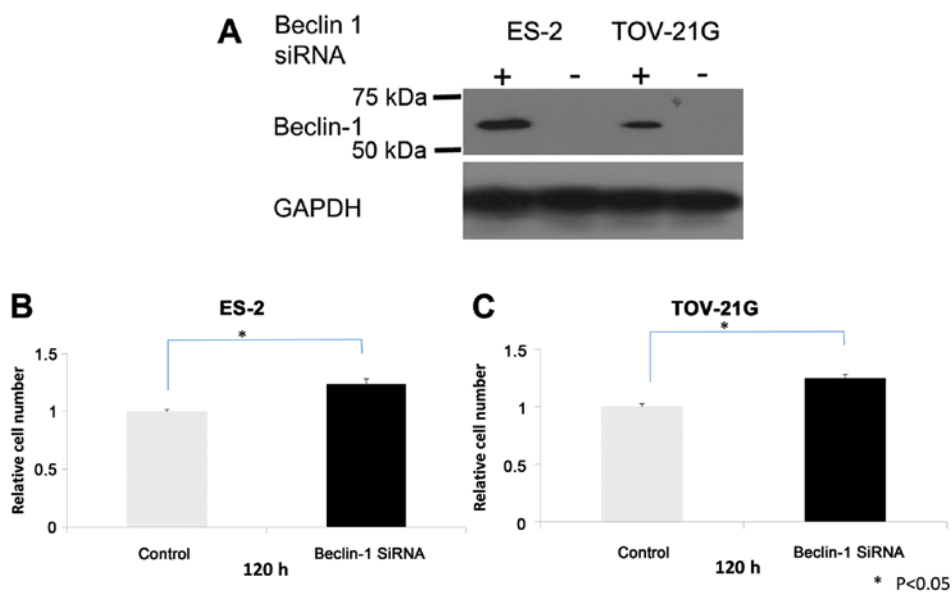 A
Beclin 1
siRNA
ES-2 TOV-21G
+ - + -
75 kDa
Beclin-1
50 kDa
GAPDH
B
ES-2
*
Relative cell number
1.5
1
0.5
0
Control Beclin-1 SiRNA
120 h
C
TOV-21G
*
Relative cell number
1.5
1
0.5
0
Control Beclin-1 SiRNA
120 h
* P<0.05